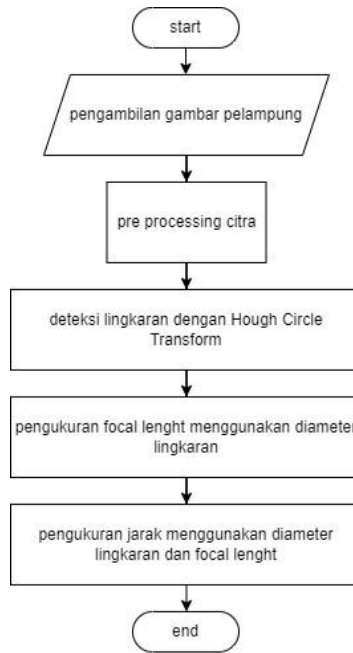 start
pengambilan gambar pelampung
pre processing citra
deteksi lingkaran dengan Hough Circle
Transform
pengukuran focal lenght menggunakan diameter
lingkaran
pengukuran jarak menggunakan diameter
lingkaran dan focal lenght
end